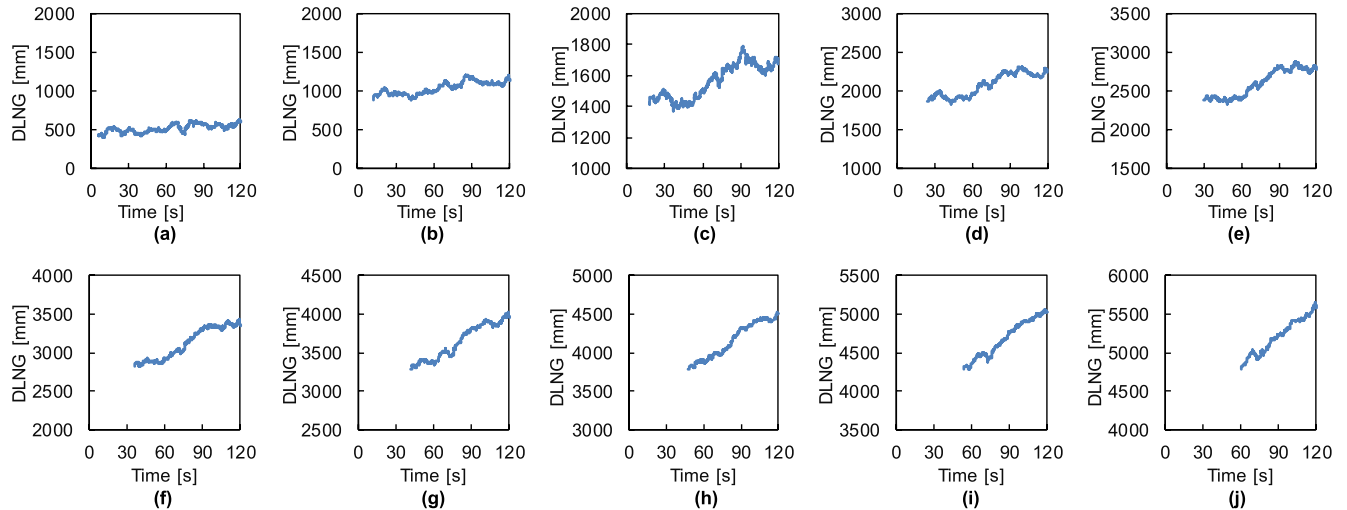 2000
1500
1000
500
0
DLNG [mm]
0 30 60 90 120
Time [s]
(a)
2000
1500
1000
500
0
DLNG [mm]
0 30 60 90 120
Time [s]
(b)
2000
1800
1600
1400
1200
1000
DLNG [mm]
0 30 60 90 120
Time [s]
(c)
3000
2500
2000
1500
1000
DLNG [mm]
0 30 60 90 120
Time [s]
(d)
3500
3000
2500
2000
1500
DLNG [mm]
0 30 60 90 120
Time [s]
(e)
4000
3500
3000
2500
2000
DLNG [mm]
0 30 60 90 120
Time [s]
(f)
4500
4000
3500
3000
2500
DLNG [mm]
0 30 60 90 120
Time [s]
(g)
5000
4500
4000
3500
3000
DLNG [mm]
0 30 60 90 120
Time [s]
(h)
5500
5000
4500
4000
3500
DLNG [mm]
0 30 60 90 120
Time [s]
(i)
6000
5500
5000
4500
4000
DLNG [mm]
0 30 60 90 120
Time [s]
(j)